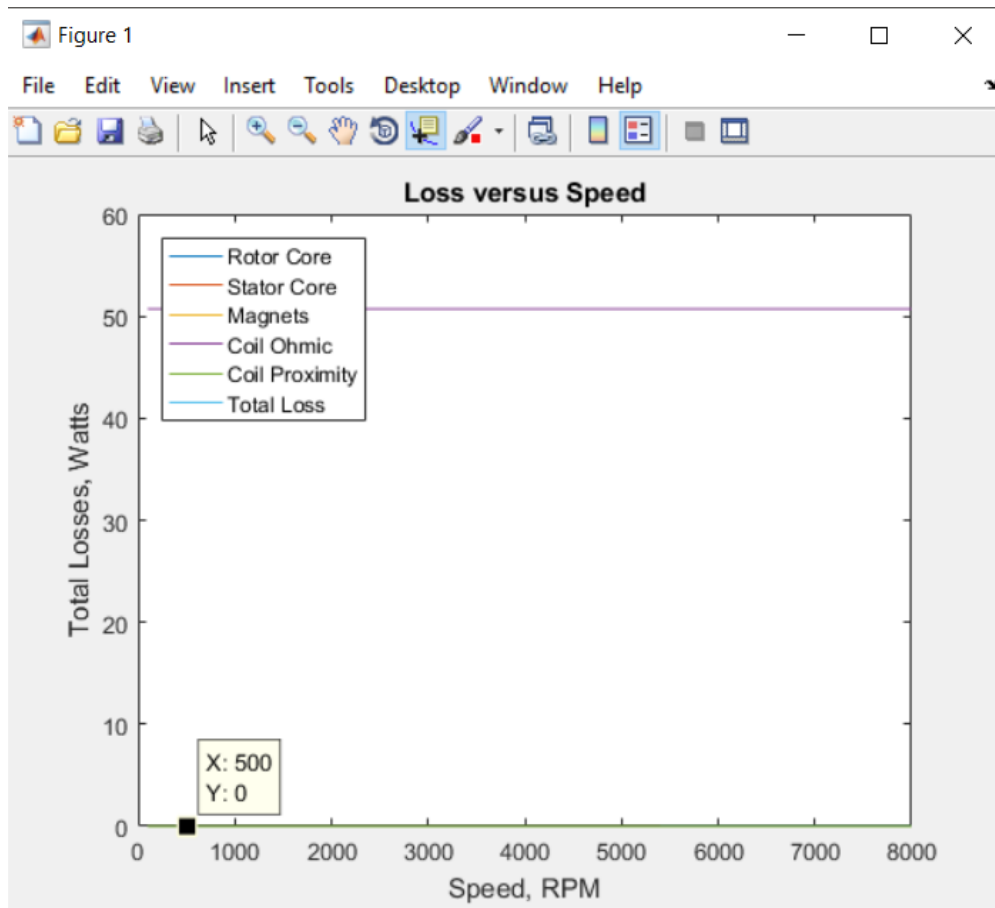 Figure 1
File Edit View Insert Tools Desktop Window Help
Loss versus Speed
60
50
40
30
20
10
0
Total Losses, Watts
Rotor Core
Stator Core
Magnets
Coil Ohmic
Coil Proximity
Total Loss
X: 500
Y: 0
0 1000 2000 3000 4000 5000 6000 7000 8000
Speed, RPM